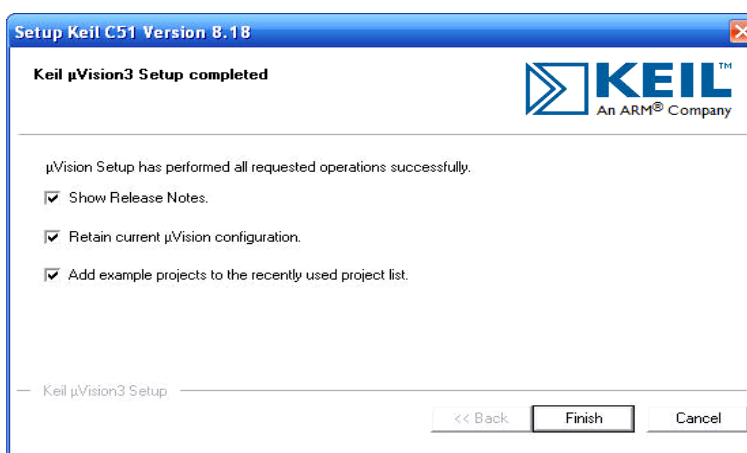 Setup Keil C51 Version 8.18
Keil µVision3 Setup completed
KEIL™
An ARM® Company
µVision Setup has performed all requested operations successfully.
Show Release Notes.
Retain current µVision configuration.
Add example projects to the recently used project list.
Keil µVision3 Setup
<< Back Finish Cancel